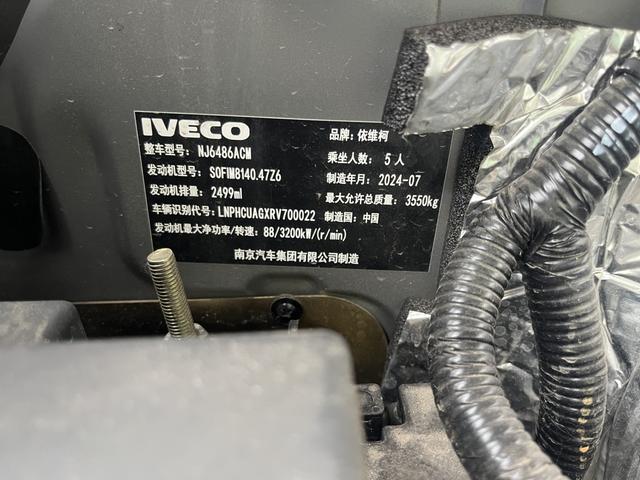 IVECO 品牌：依维柯
整车型号：NJ6486ACM 乘坐人数：5人
发动机型号：SOFIM8140.47Z6 制造年月：2024-07
发动机排量：2499ml 最大允许总质量：3550kg
车辆识别代号：LNPHCUAGXRV700022 制造国：中国
发动机最大净功率/转速：88/3200kW/(r/min)
南京汽车集团有限公司制造